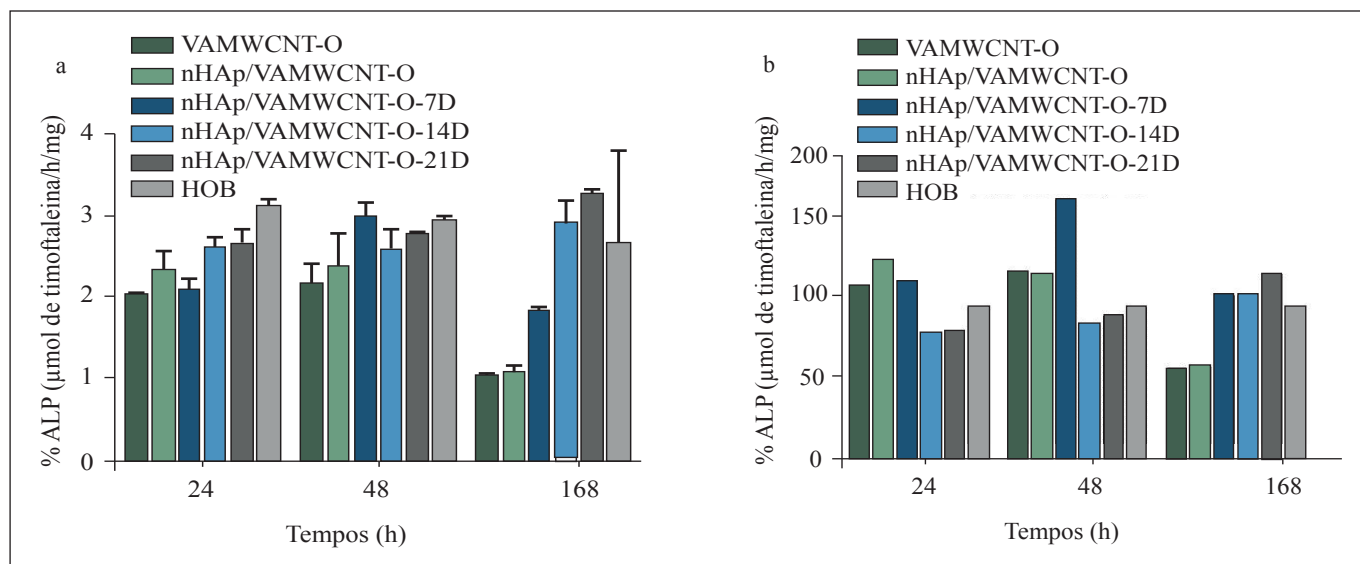 a
VAMWCNT-O
nHAp/VAMWCNT-O
nHAp/VAMWCNT-O-7D
nHAp/VAMWCNT-O-14D
nHAp/VAMWCNT-O-21D
HOB
% ALP (µmol de timoftaleina/h/mg)
4
3
2
1
0
24 48 168
Tempos (h)
b
VAMWCNT-O
nHAp/VAMWCNT-O
nHAp/VAMWCNT-O-7D
nHAp/VAMWCNT-O-14D
nHAp/VAMWCNT-O-21D
HOB
% ALP (µmol de timoftaleina/h/mg)
200
150
100
50
0
24 48 168
Tempos (h)